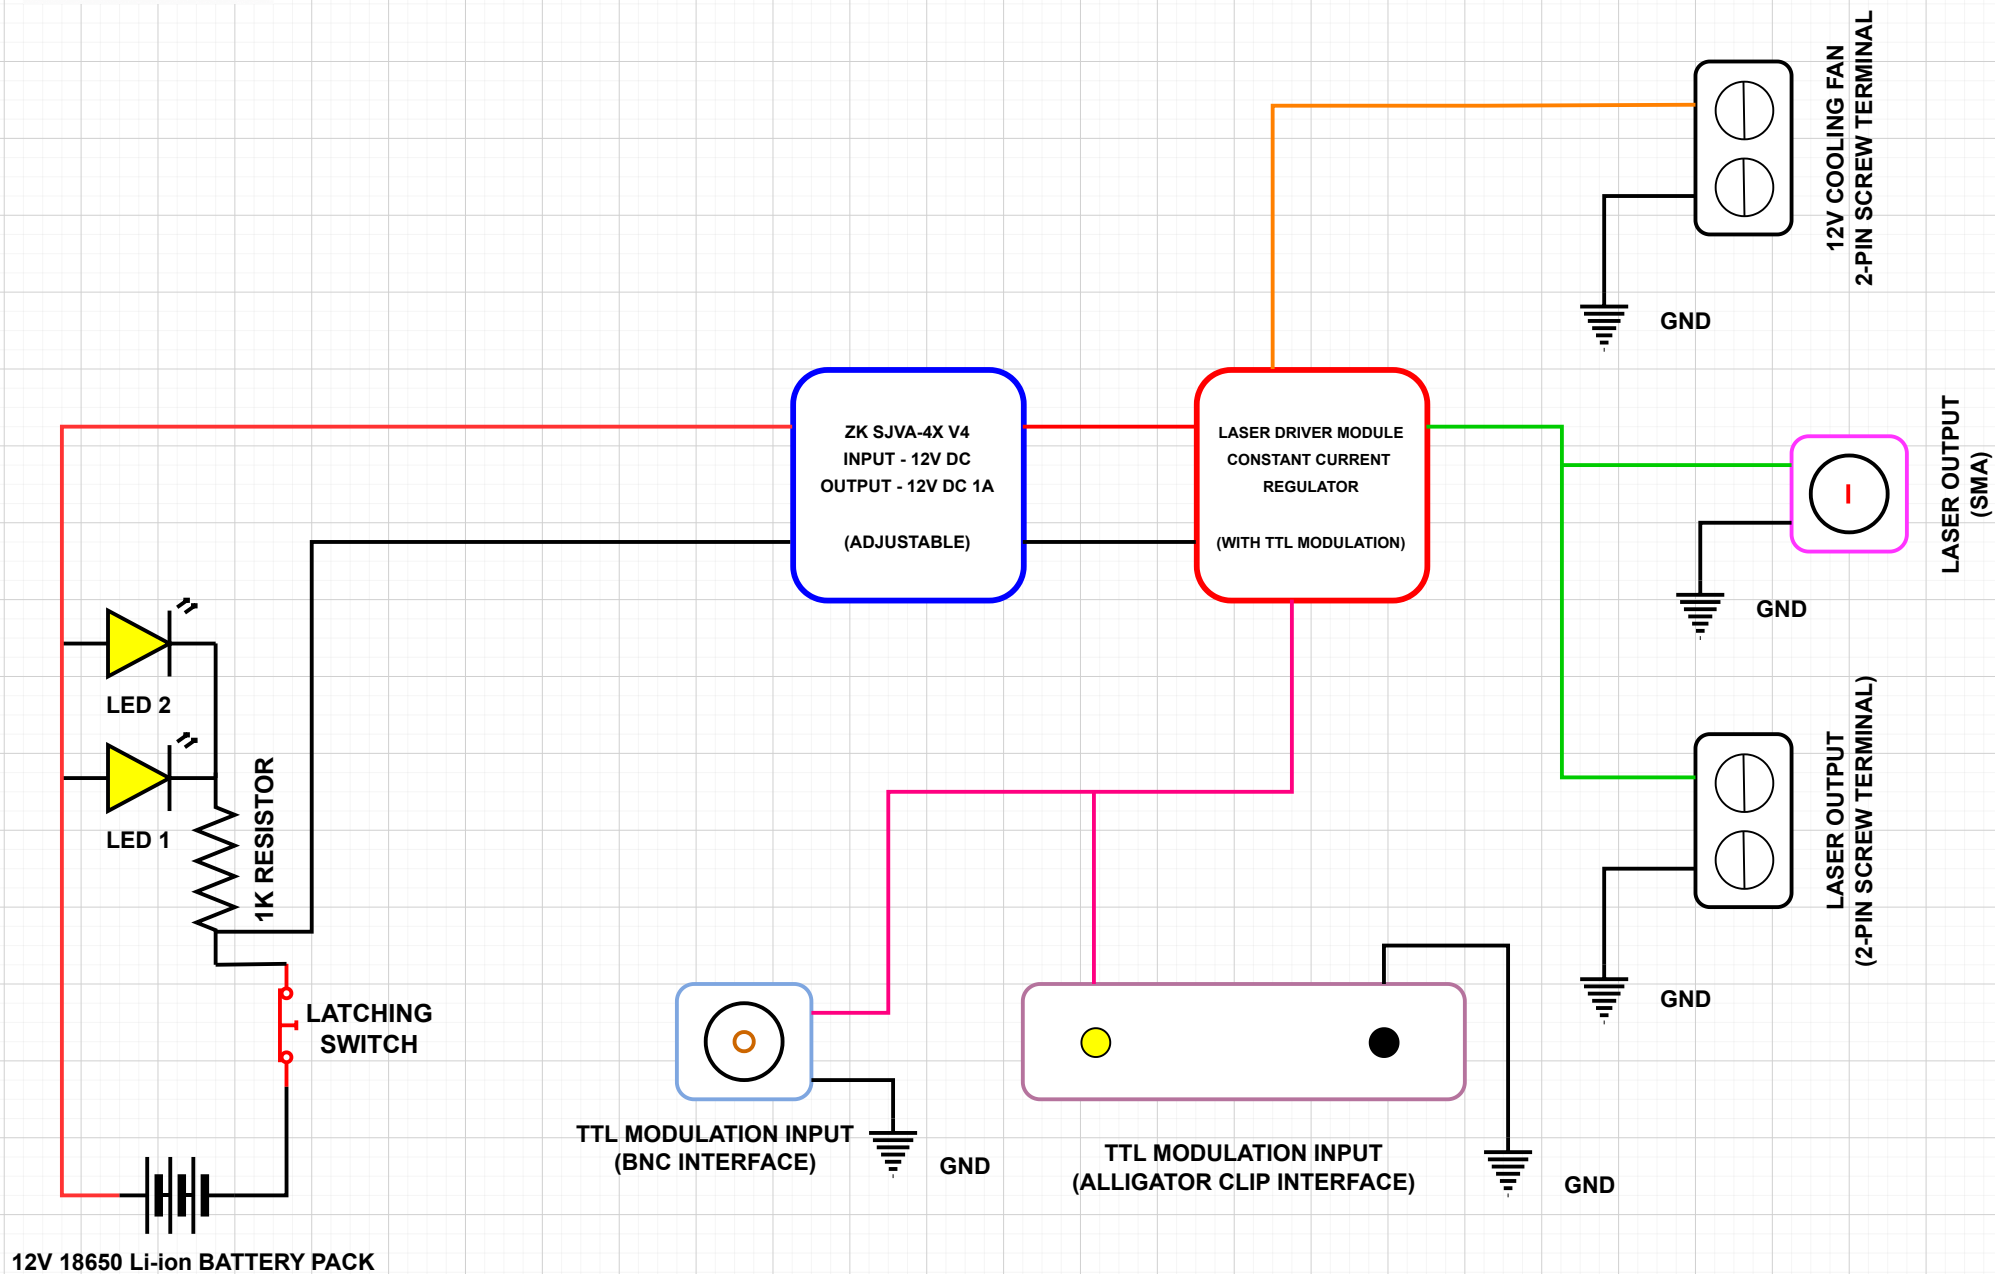 12V COOLING FAN
2-PIN SCREW TERMINAL
GND
ZK SJVA-4X V4
INPUT - 12V DC
OUTPUT - 12V DC 1A
(ADJUSTABLE)
LASER DRIVER MODULE
CONSTANT CURRENT
REGULATOR
(WITH TTL MODULATION)
LASER OUTPUT
(SMA)
GND
LED 2
LED 1
1K RESISTOR
LASER OUTPUT
(2-PIN SCREW TERMINAL)
GND
LATCHING
SWITCH
TTL MODULATION INPUT
(BNC INTERFACE)
GND
TTL MODULATION INPUT
(ALLIGATOR CLIP INTERFACE)
GND
12V 18650 Li-ion BATTERY PACK